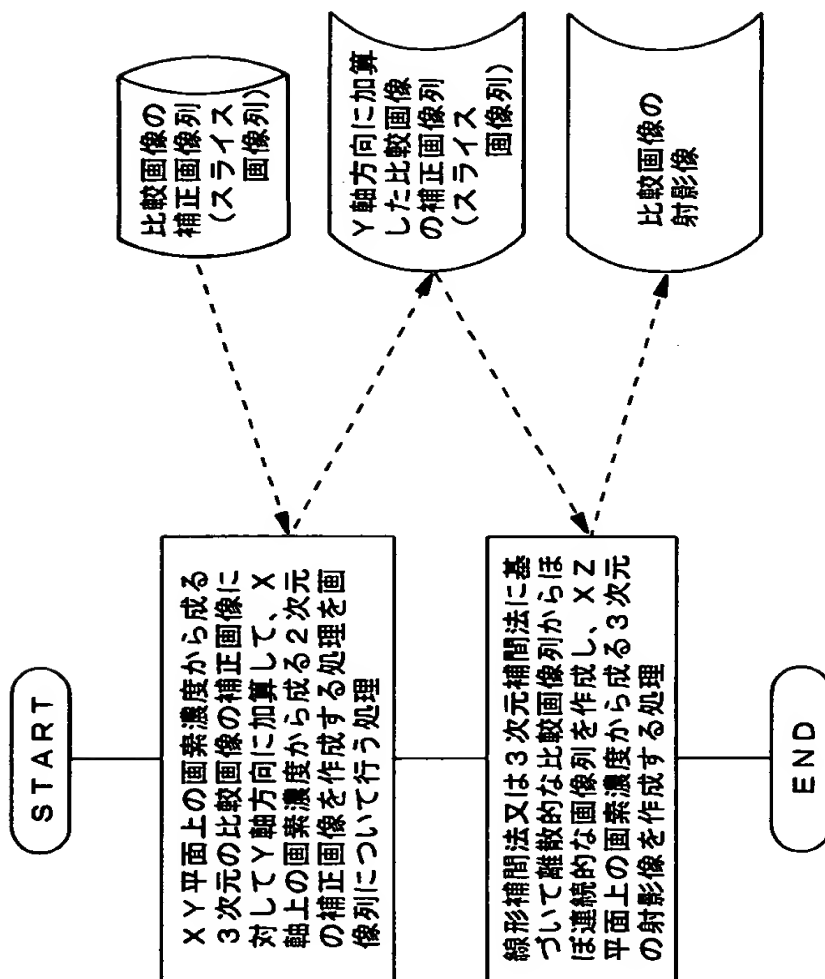 START
XY平面上の画素濃度から成る
3次元の比較画像の補正画像に
対してY軸方向に加算して、X
軸上の画素濃度から成る2次元
の補正画像を作成する処理を画
像列について行う処理
線形補間法又は3次元補間法に基
づいて離散的な比較画像列からほ
ぼ連続的な画像列を作成し、XZ
平面上の画素濃度から成る3次元
の射影像を作成する処理
END
比較画像の
補正画像列
(スライス
画像列)
Y軸方向に加算
した比較画像
の補正画像列
(スライス
画像列)
比較画像の
射影像